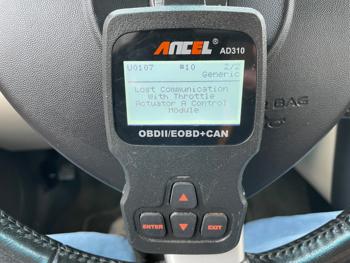 ANCEL AD310
U0107 #10 2/2
Generic
Lost Communication
With Throttle
Actuator A Control
Module
OBDII/EOBD+CAN
ENTER EXIT
BAG